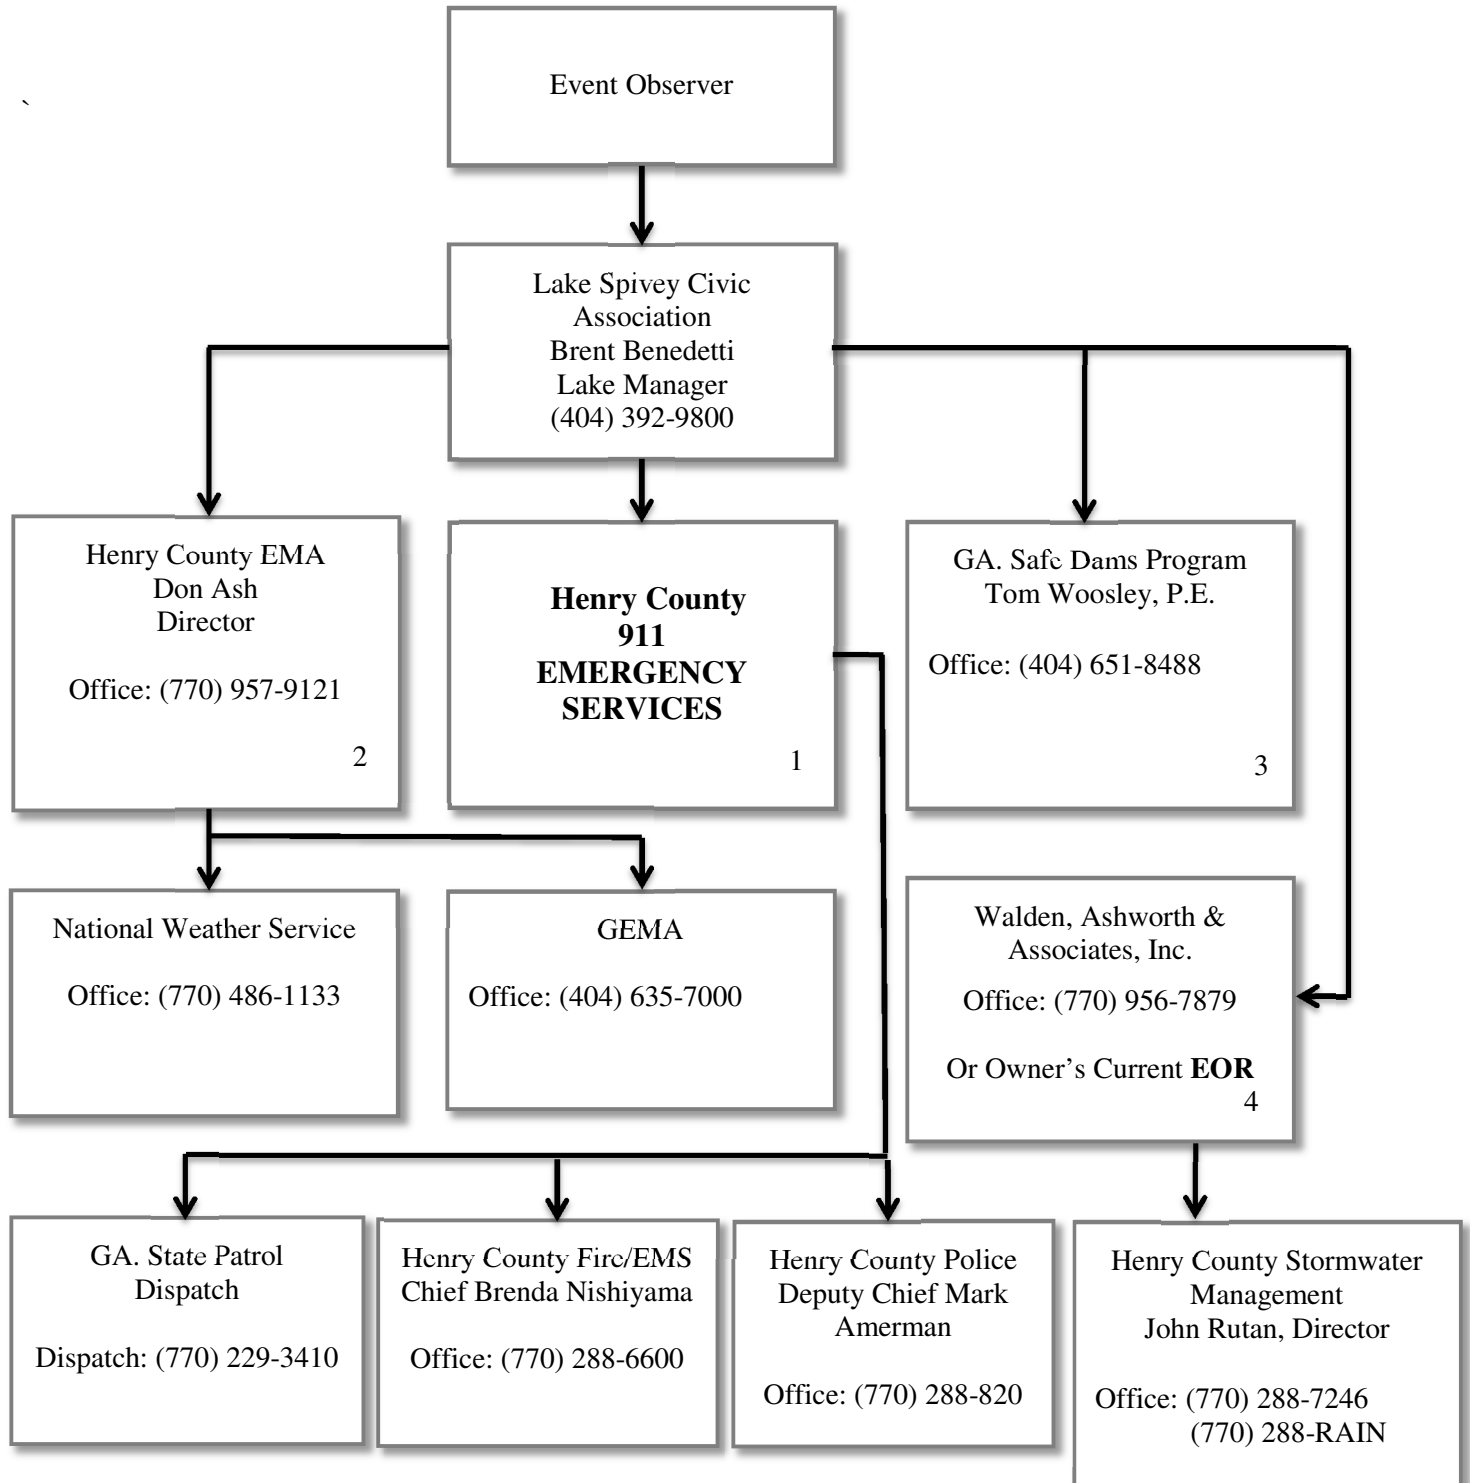 Event Observer
`
Lake Spivey Civic
Association
Brent Benedetti
Lake Manager
(404) 392-9800
Henry County EMA
Don Ash
Director
Office: (770) 957-9121
2
Henry County
911
EMERGENCY
SERVICES
1
GA. Safe Dams Program
Tom Woosley, P.E.
Office: (404) 651-8488
3
National Weather Service
Office: (770) 486-1133
GEMA
Office: (404) 635-7000
Walden, Ashworth &
Associates, Inc.
Office: (770) 956-7879
Or Owner’s Current EOR
4
GA. State Patrol
Dispatch
Dispatch: (770) 229-3410
Henry County Fire/EMS
Chief Brenda Nishiyama
Office: (770) 288-6600
Henry County Police
Deputy Chief Mark
Amerman
Office: (770) 288-820
Henry County Stormwater
Management
John Rutan, Director
Office: (770) 288-7246
(770) 288-RAIN